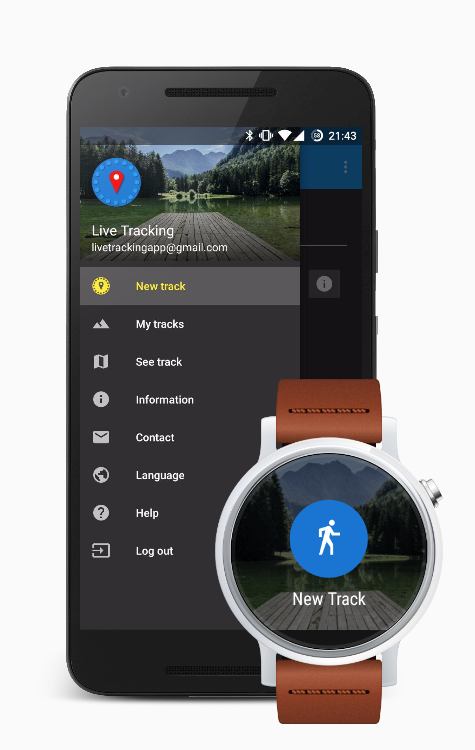 58
21:43
Live Tracking
livetrackingapp@gmail.com
New track
My tracks
See track
Information
Contact
Language
Help
Log out
New Track